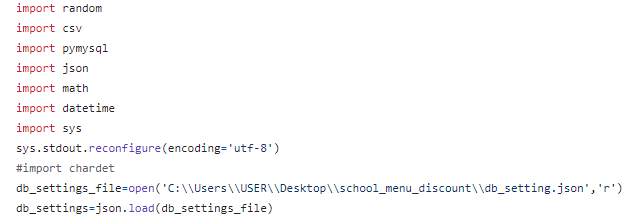 import random
import csv
import pymysql
import json
import math
import datetime
import sys
sys.stdout.reconfigure(encoding='utf-8')
#import chardet
db_settings_file=open('C:\\Users\\USER\\Desktop\\school_menu_discount\\db_setting.json','r')
db_settings=json.load(db_settings_file)